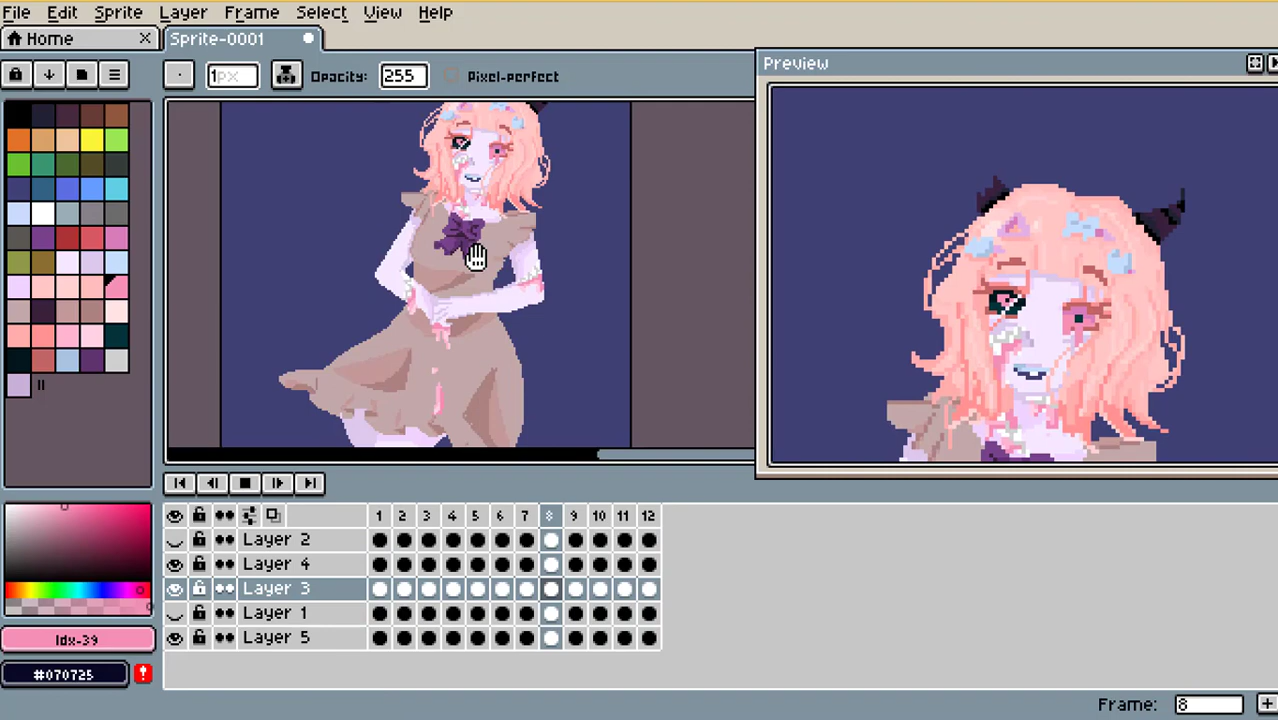 File Edit Sprite Layer Frame Select View Help
Home Sprite-0001
1px Opacity: 255 Pixel-perfect
Preview
1 2 3 4 5 6 7 8 9 10 11 12
Layer 2
Layer 4
Layer 3
Layer 1
Layer 5
Idx-39
#070725 !
Frame: 8 +